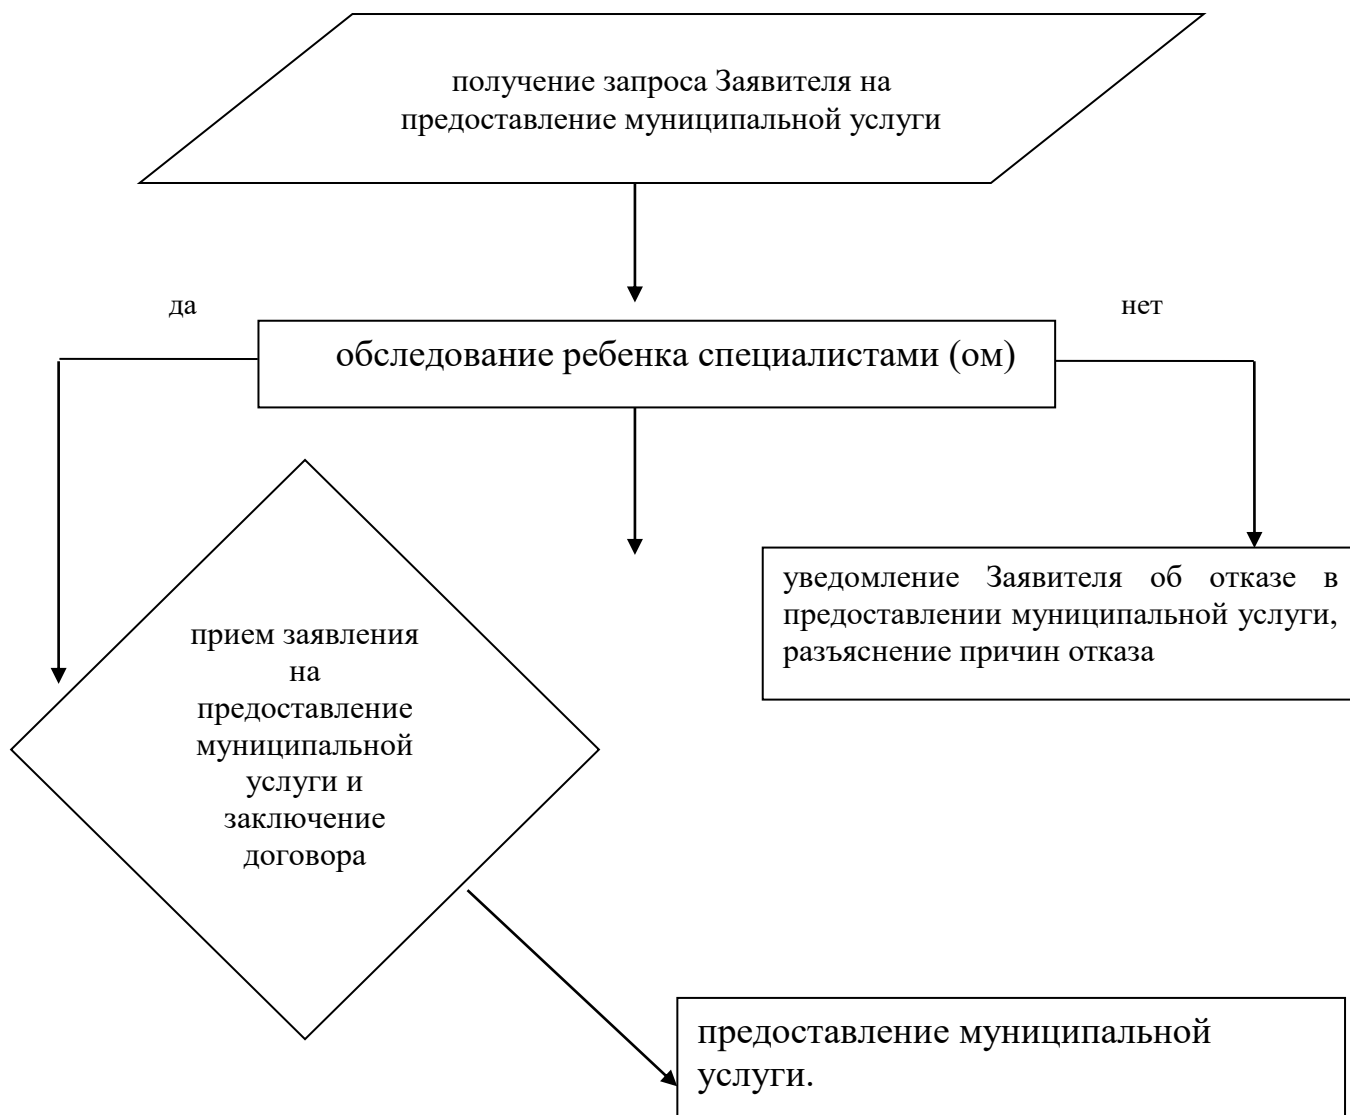 получение запроса Заявителя на
предоставление муниципальной услуги
да
нет
обследование ребенка специалистами (ом)
уведомление Заявителя об отказе в
предоставлении муниципальной услуги,
разъяснение причин отказа
прием заявления
на
предоставление
муниципальной
услуги и
заключение
договора
предоставление муниципальной
услуги.